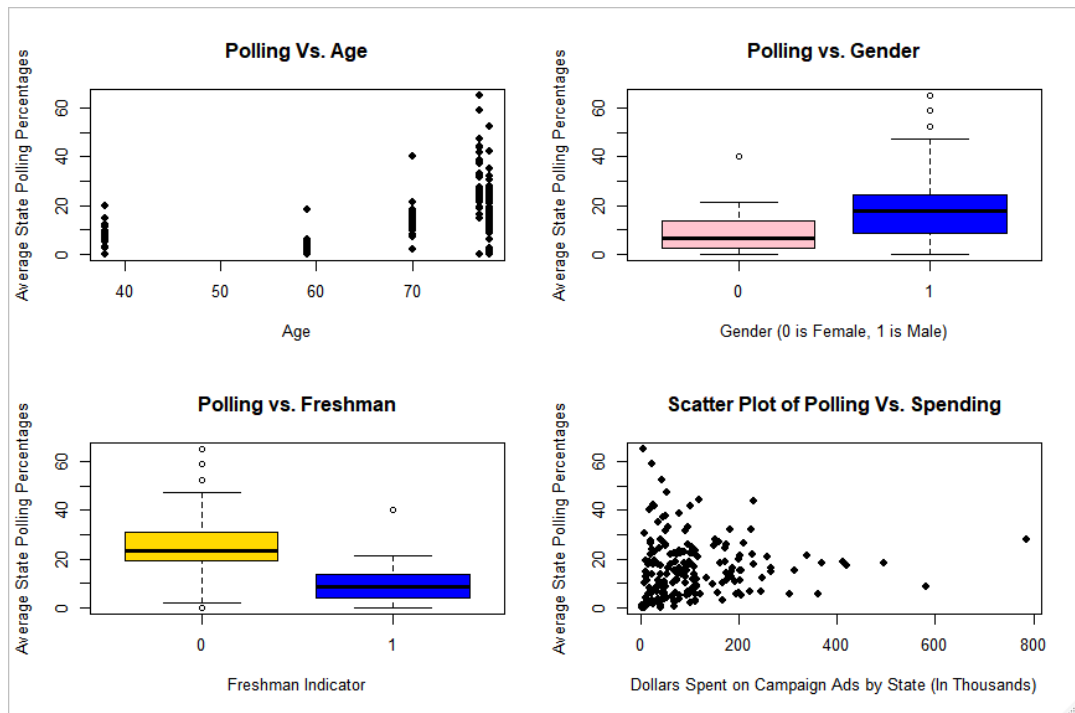 Polling Vs. Age
Average State Polling Percentages
60
40
20
0
40
50
60
70
Age
Polling vs. Gender
Average State Polling Percentages
60
40
20
0
0
1
Gender (0 is Female, 1 is Male)
Polling vs. Freshman
Average State Polling Percentages
60
40
20
0
0
1
Freshman Indicator
Scatter Plot of Polling Vs. Spending
Average State Polling Percentages
60
40
20
0
0
200
400
600
800
Dollars Spent on Campaign Ads by State (In Thousands)